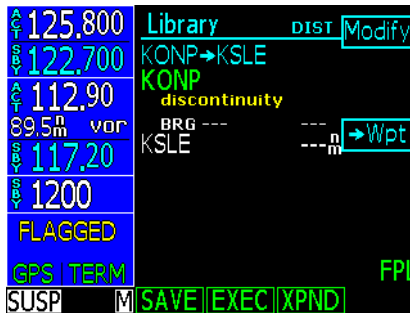 ACT 125.800
SBY 122.700
ACT 112.90
89.5nm vor
SBY 117.20
SBY 1200
FLAGGED
GPS TERM
SUSP M
Library DIST Modify
KONP→KSLE
KONP
discontinuity
BRG --- ---
KSLE ---nm
→Wpt
FPL
SAVE EXEC XPND